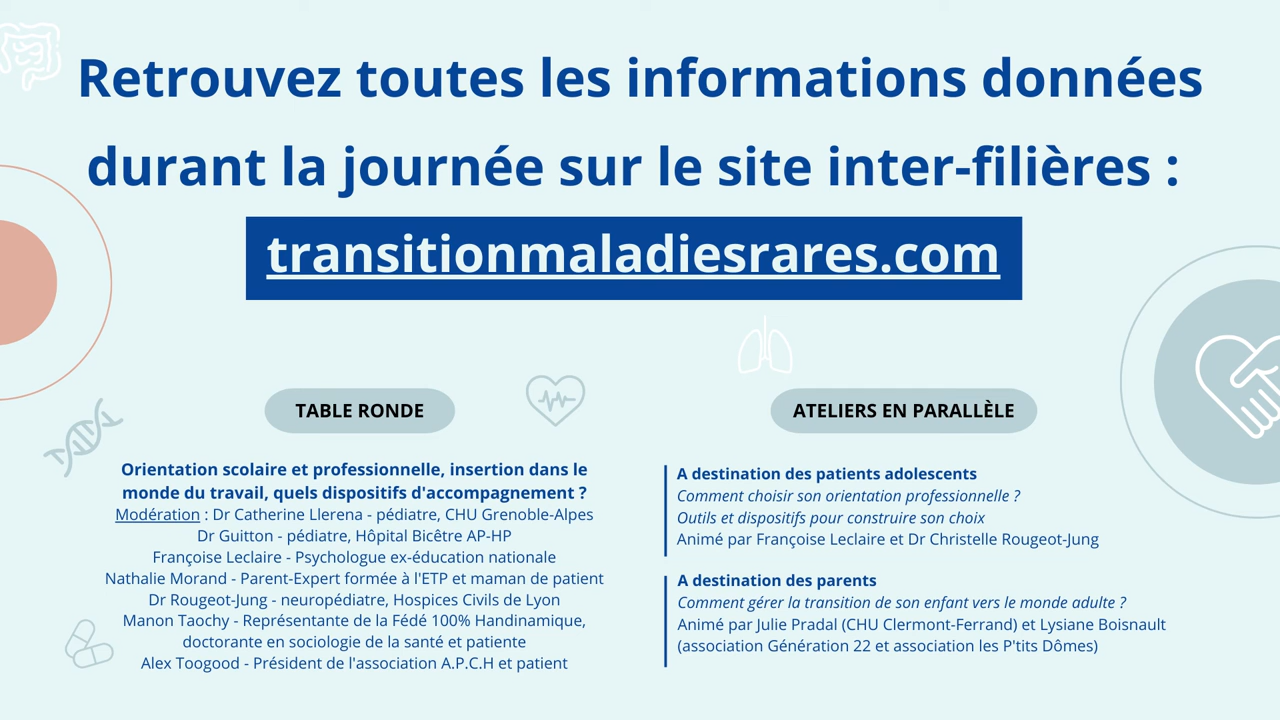 Retrouvez toutes les informations données
durant la journée sur le site inter-filières :
transitionmaladiesrares.com
TABLE RONDE
Orientation scolaire et professionnelle, insertion dans le
monde du travail, quels dispositifs d'accompagnement ?
Modération : Dr Catherine Llerena - pédiatre, CHU Grenoble-Alpes
Dr Guitton - pédiatre, Hôpital Bicêtre AP-HP
Françoise Leclaire - Psychologue ex-éducation nationale
Nathalie Morand - Parent-Expert formée à l'ETP et maman de patient
Dr Rougeot-Jung - neuropédiatre, Hospices Civils de Lyon
Manon Taochy - Représentante de la Fédé 100% Handinamique,
doctorante en sociologie de la santé et patiente
Alex Toogood - Président de l'association A.P.C.H et patient
ATELIERS EN PARALLÈLE
A destination des patients adolescents
Comment choisir son orientation professionnelle ?
Outils et dispositifs pour construire son choix
Animé par Françoise Leclaire et Dr Christelle Rougeot-Jung
A destination des parents
Comment gérer la transition de son enfant vers le monde adulte ?
Animé par Julie Pradal (CHU Clermont-Ferrand) et Lysiane Boisnault
(association Génération 22 et association les P'tits Dômes)